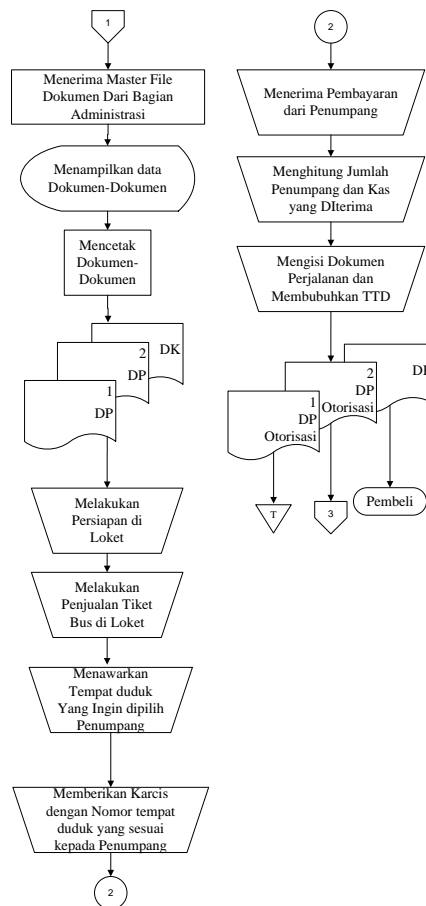 1
Menerima Master File
Dokumen Dari Bagian
Administrasi
Menampilkan data
Dokumen-Dokumen
Mencetak
Dokumen-
Dokumen
DK
2
DP
1
DP
Melakukan
Persiapan di
Loket
Melakukan
Penjualan Tiket
Bus di Loket
Menawarkan
Tempat duduk
Yang Ingin dipilih
Penumpang
Memberikan Karcis
dengan Nomor tempat
duduk yang sesuai
kepada Penumpang
2
2
Menerima Pembayaran
dari Penumpang
Menghitung Jumlah
Penumpang dan Kas
yang DIterima
Mengisi Dokumen
Perjalanan dan
Membubuhkan TTD
2
DP
Otorisasi
1
DP
Otorisasi
T
3
Pembeli